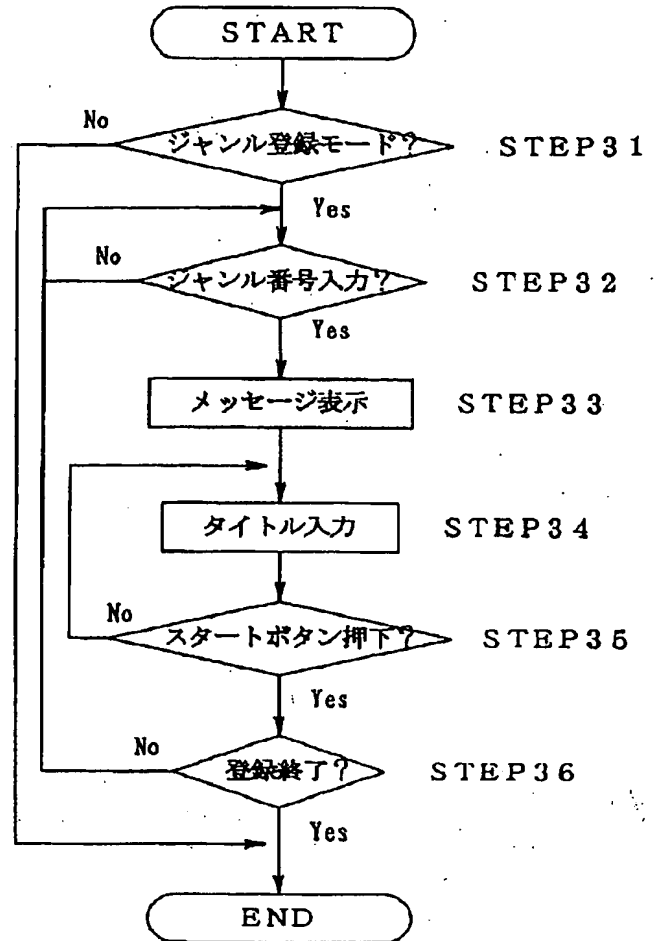 START
No
ジャンル登録モード?
STEP31
Yes
No
ジャンル番号入力?
STEP32
Yes
メッセージ表示
STEP33
タイトル入力
STEP34
No
スタートボタン押下?
STEP35
Yes
No
登録終了?
STEP36
Yes
END